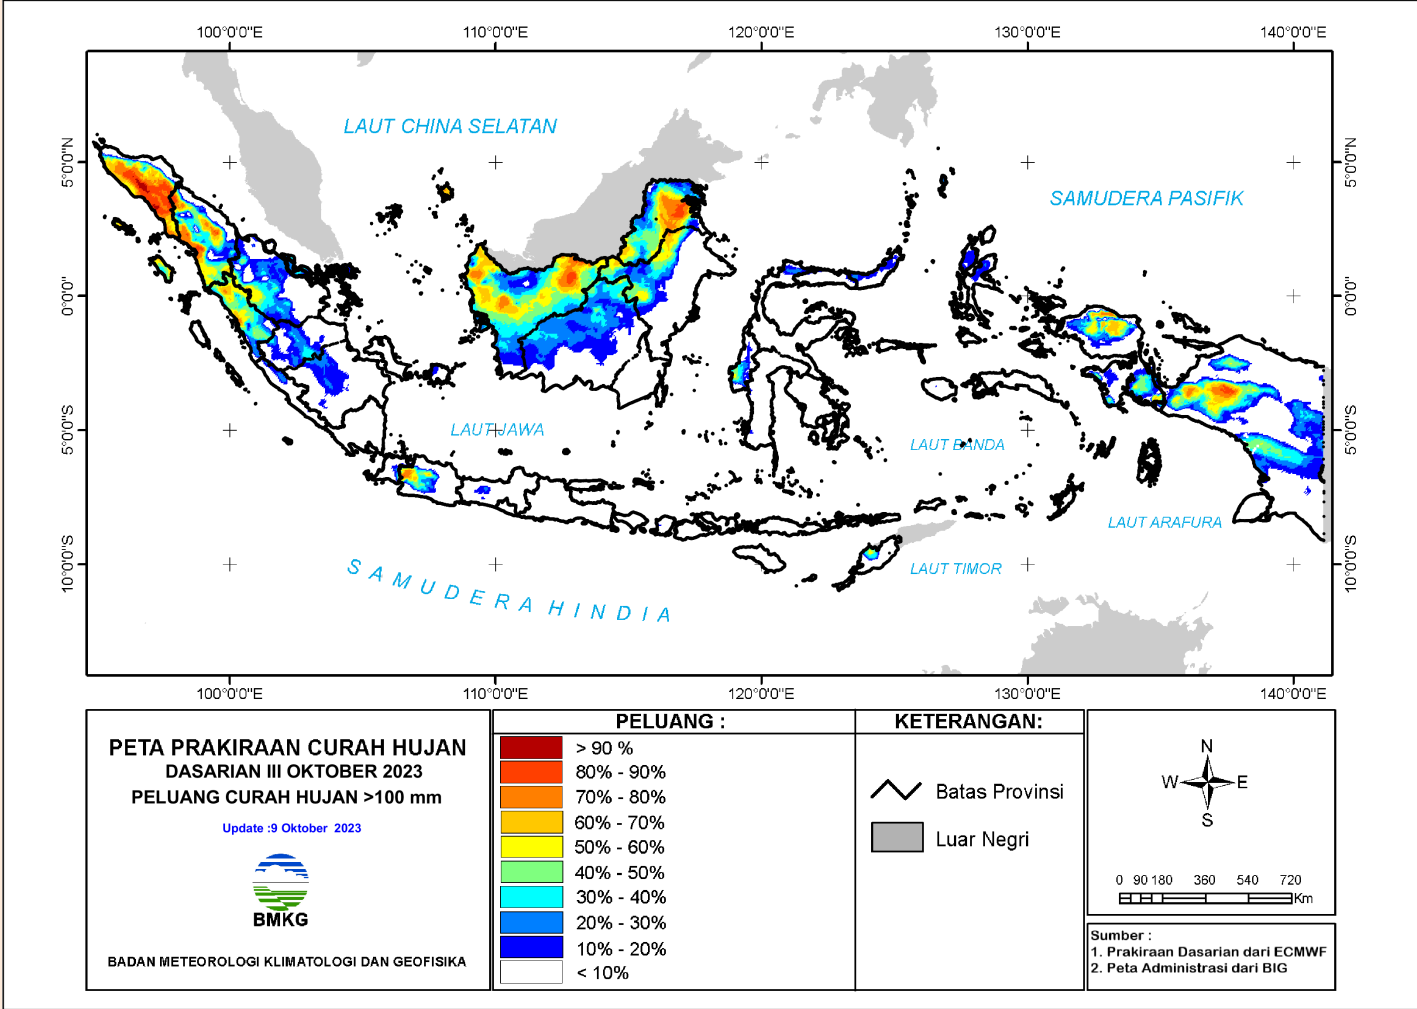 100°0'0"E 110°0'0"E 120°0'0"E 130°0'0"E 140°0'0"E
5°0'0"N
0°0'0"
5°0'0"S
10°0'0"S
LAUT CHINA SELATAN
SAMUDERA PASIFIK
LAUT JAWA
LAUT BANDA
LAUT ARAFURA
LAUT TIMOR
SAMUDERA HINDIA
5°0'0"N
0°0'0"
5°0'0"S
10°0'0"S
100°0'0"E 110°0'0"E 120°0'0"E 130°0'0"E 140°0'0"E
PETA PRAKIRAAN CURAH HUJAN
DASARIAN III OKTOBER 2023
PELUANG CURAH HUJAN >100 mm
Update :9 Oktober 2023
BMKG
BADAN METEOROLOGI KLIMATOLOGI DAN GEOFISIKA
PELUANG :
> 90 %
80% - 90%
70% - 80%
60% - 70%
50% - 60%
40% - 50%
30% - 40%
20% - 30%
10% - 20%
< 10%
KETERANGAN:
Batas Provinsi
Luar Negri
N
W E
S
0 90 180 360 540 720
Km
Sumber :
1. Prakiraan Dasarian dari ECMWF
2. Peta Administrasi dari BIG